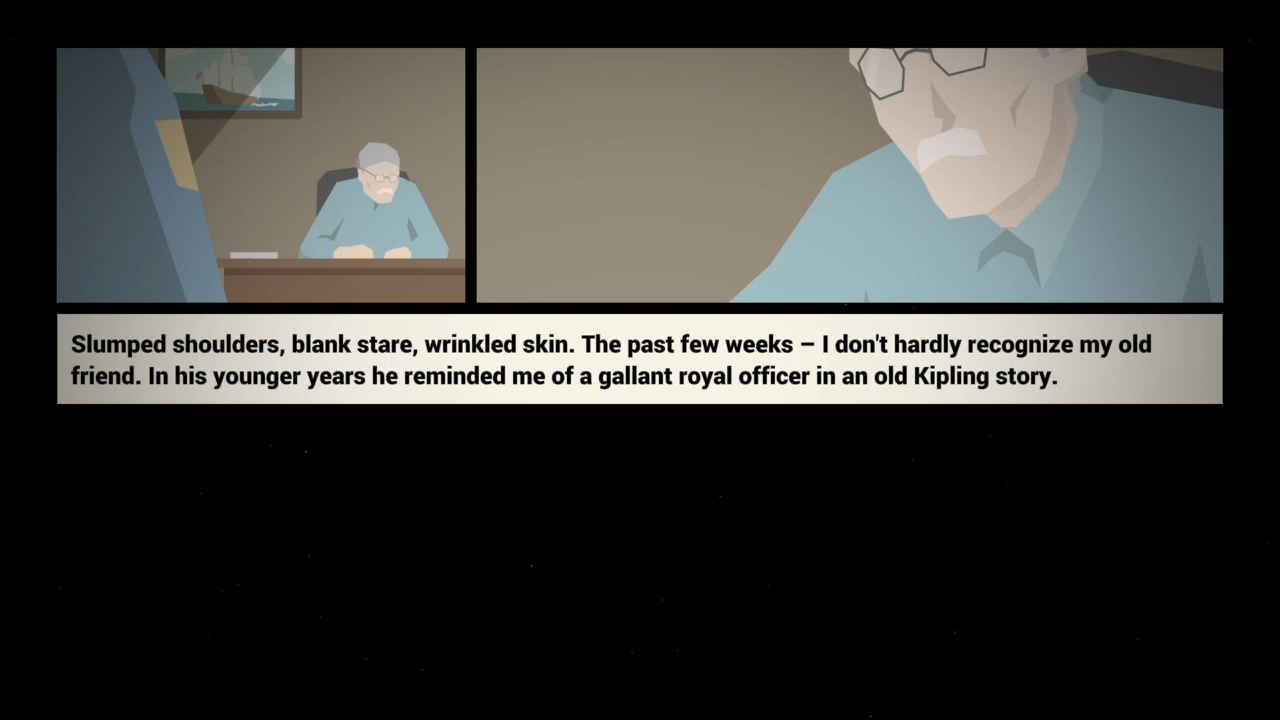 Slumped shoulders, blank stare, wrinkled skin. The past few weeks – I don't hardly recognize my old
friend. In his younger years he reminded me of a gallant royal officer in an old Kipling story.